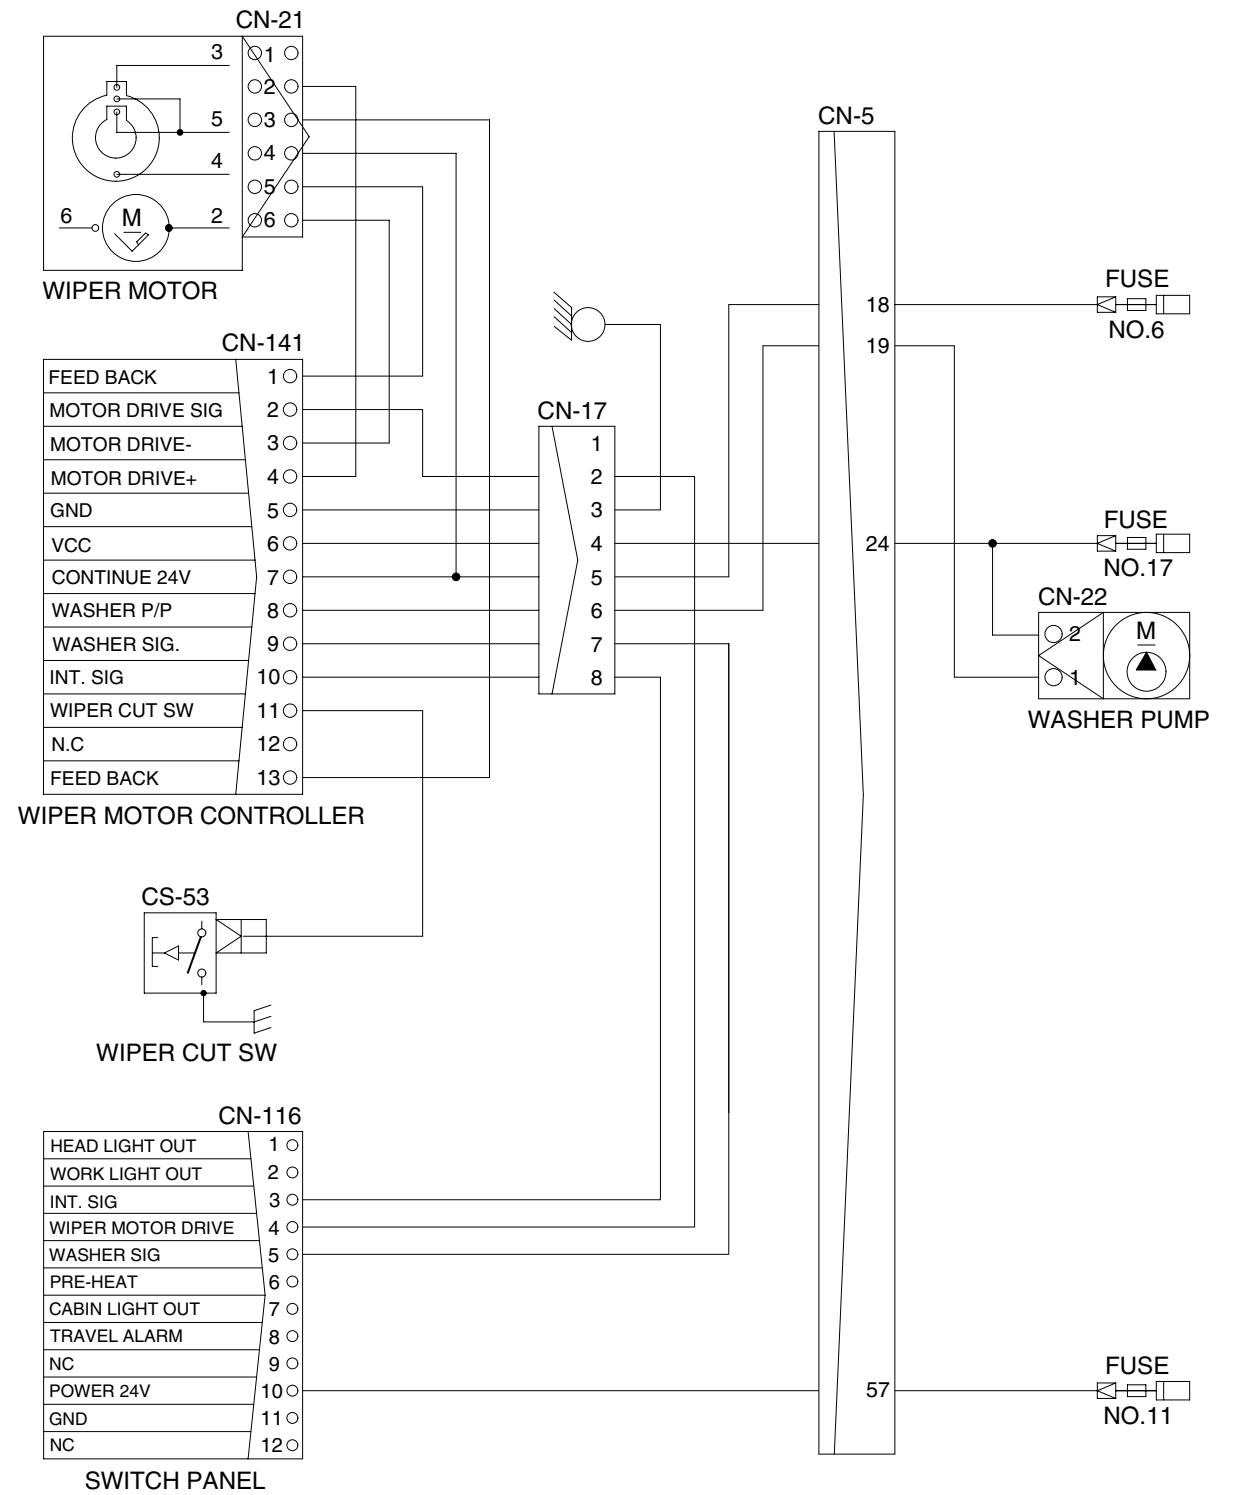 CN-21
3
1
2
5
3
4
4
5
6
M
2
6
WIPER MOTOR
CN-141
FEED BACK 1
MOTOR DRIVE SIG 2
MOTOR DRIVE- 3
MOTOR DRIVE+ 4
GND 5
VCC 6
CONTINUE 24V 7
WASHER P/P 8
WASHER SIG. 9
INT. SIG 10
WIPER CUT SW 11
N.C 12
FEED BACK 13
WIPER MOTOR CONTROLLER
CN-17
1
2
3
4
5
6
7
8
CN-5
18
19
24
57
FUSE
NO.6
FUSE
NO.17
CN-22
2
1
M
WASHER PUMP
CS-53
WIPER CUT SW
CN-116
HEAD LIGHT OUT 1
WORK LIGHT OUT 2
INT. SIG 3
WIPER MOTOR DRIVE 4
WASHER SIG 5
PRE-HEAT 6
CABIN LIGHT OUT 7
TRAVEL ALARM 8
NC 9
POWER 24V 10
GND 11
NC 12
SWITCH PANEL
FUSE
NO.11